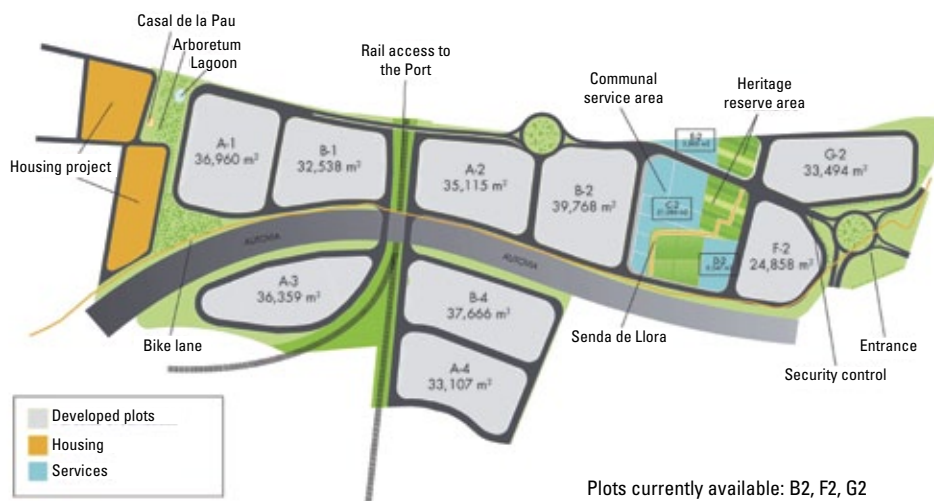 Casal de la Pau
Arboretum
Lagoon
Rail access to
the Port
Communal
service area
Heritage
reserve area
Housing project
A-1
36,960 m²
B-1
32,538 m²
A-2
35,115 m²
B-2
39,768 m²
E-2
C-2
D-2
G-2
33,494 m²
F-2
24,858 m²
AUTOVIA
AUTOVIA
A-3
36,359 m²
B-4
37,666 m²
A-4
33,107 m²
Bike lane
Senda de Llora
Entrance
Security control
Developed plots
Housing
Services
Plots currently available: B2, F2, G2